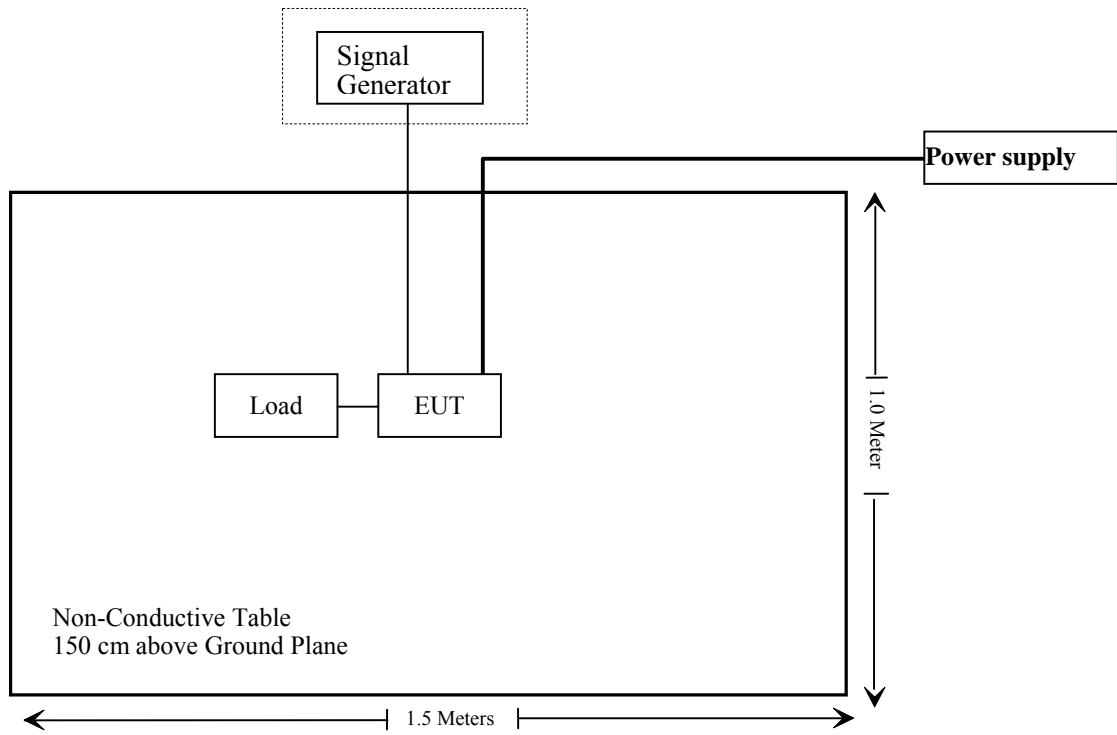 Signal
Generator
Power supply
Load
EUT
1.0 Meter
Non-Conductive Table
150 cm above Ground Plane
1.5 Meters